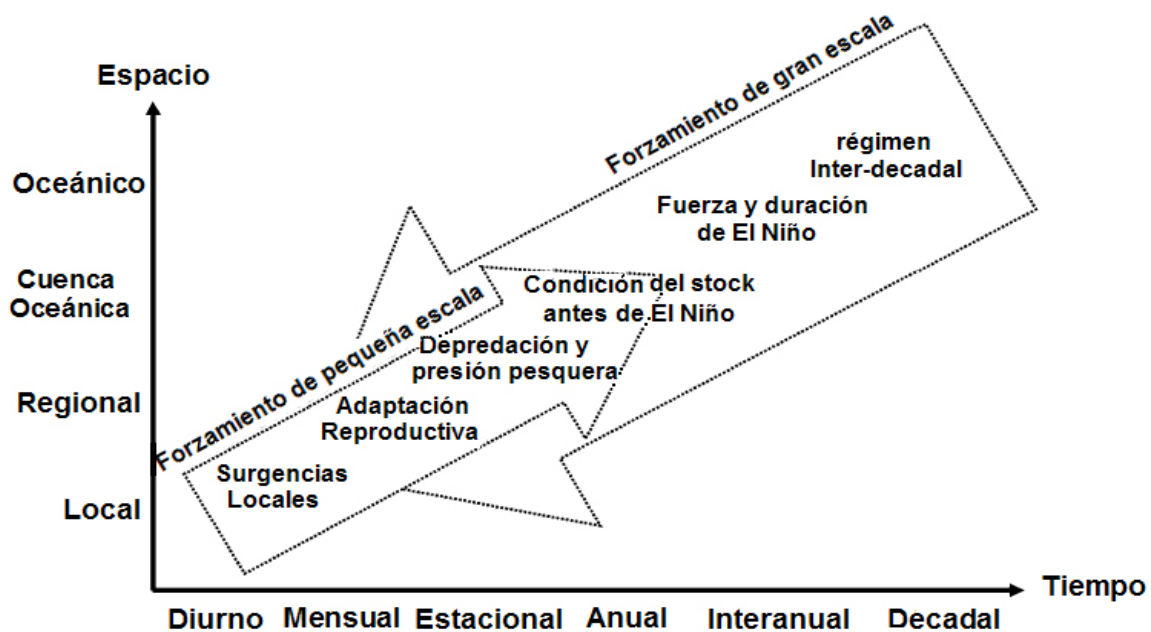 Espacio
Forzamiento de gran escala
régimen
Inter-decadal
Oceánico
Fuerza y duración
de El Niño
Cuenca
Oceánica
Condición del stock
antes de El Niño
Forzamiento de pequeña escala
Depredación y
presión pesquera
Regional
Adaptación
Reproductiva
Surgencias
Locales
Local
Tiempo
Diurno Mensual Estacional Anual Interanual Decadal